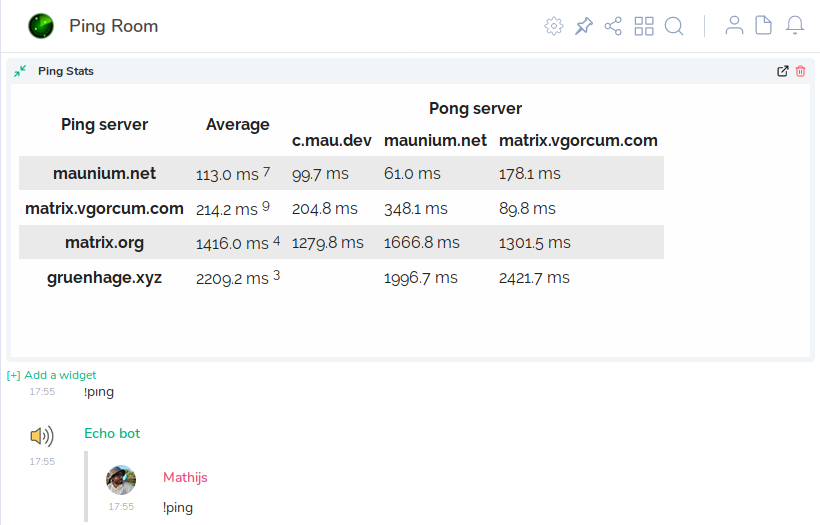 Ping Room
Ping Stats
Ping server Average Pong server
c.mau.dev maunium.net matrix.vgorcum.com
maunium.net 113.0 ms 7 99.7 ms 61.0 ms 178.1 ms
matrix.vgorcum.com 214.2 ms 9 204.8 ms 348.1 ms 89.8 ms
matrix.org 1416.0 ms 4 1279.8 ms 1666.8 ms 1301.5 ms
gruenhage.xyz 2209.2 ms 3 1996.7 ms 2421.7 ms
[+] Add a widget
17:55 !ping
Echo bot
17:55
Mathijs
17:55 !ping